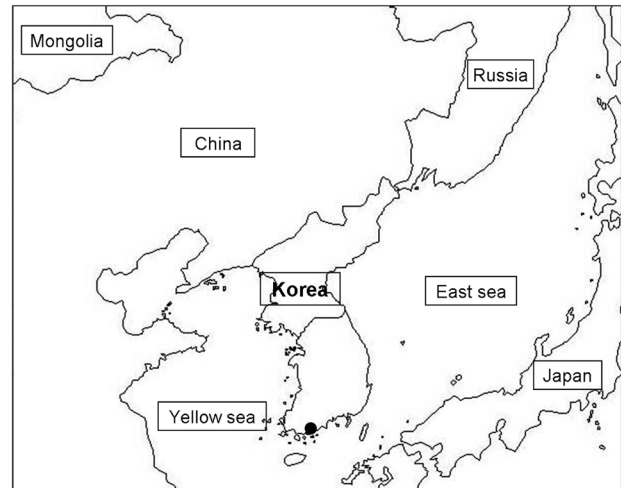 Mongolia
Russia
China
Korea
East sea
Japan
Yellow sea